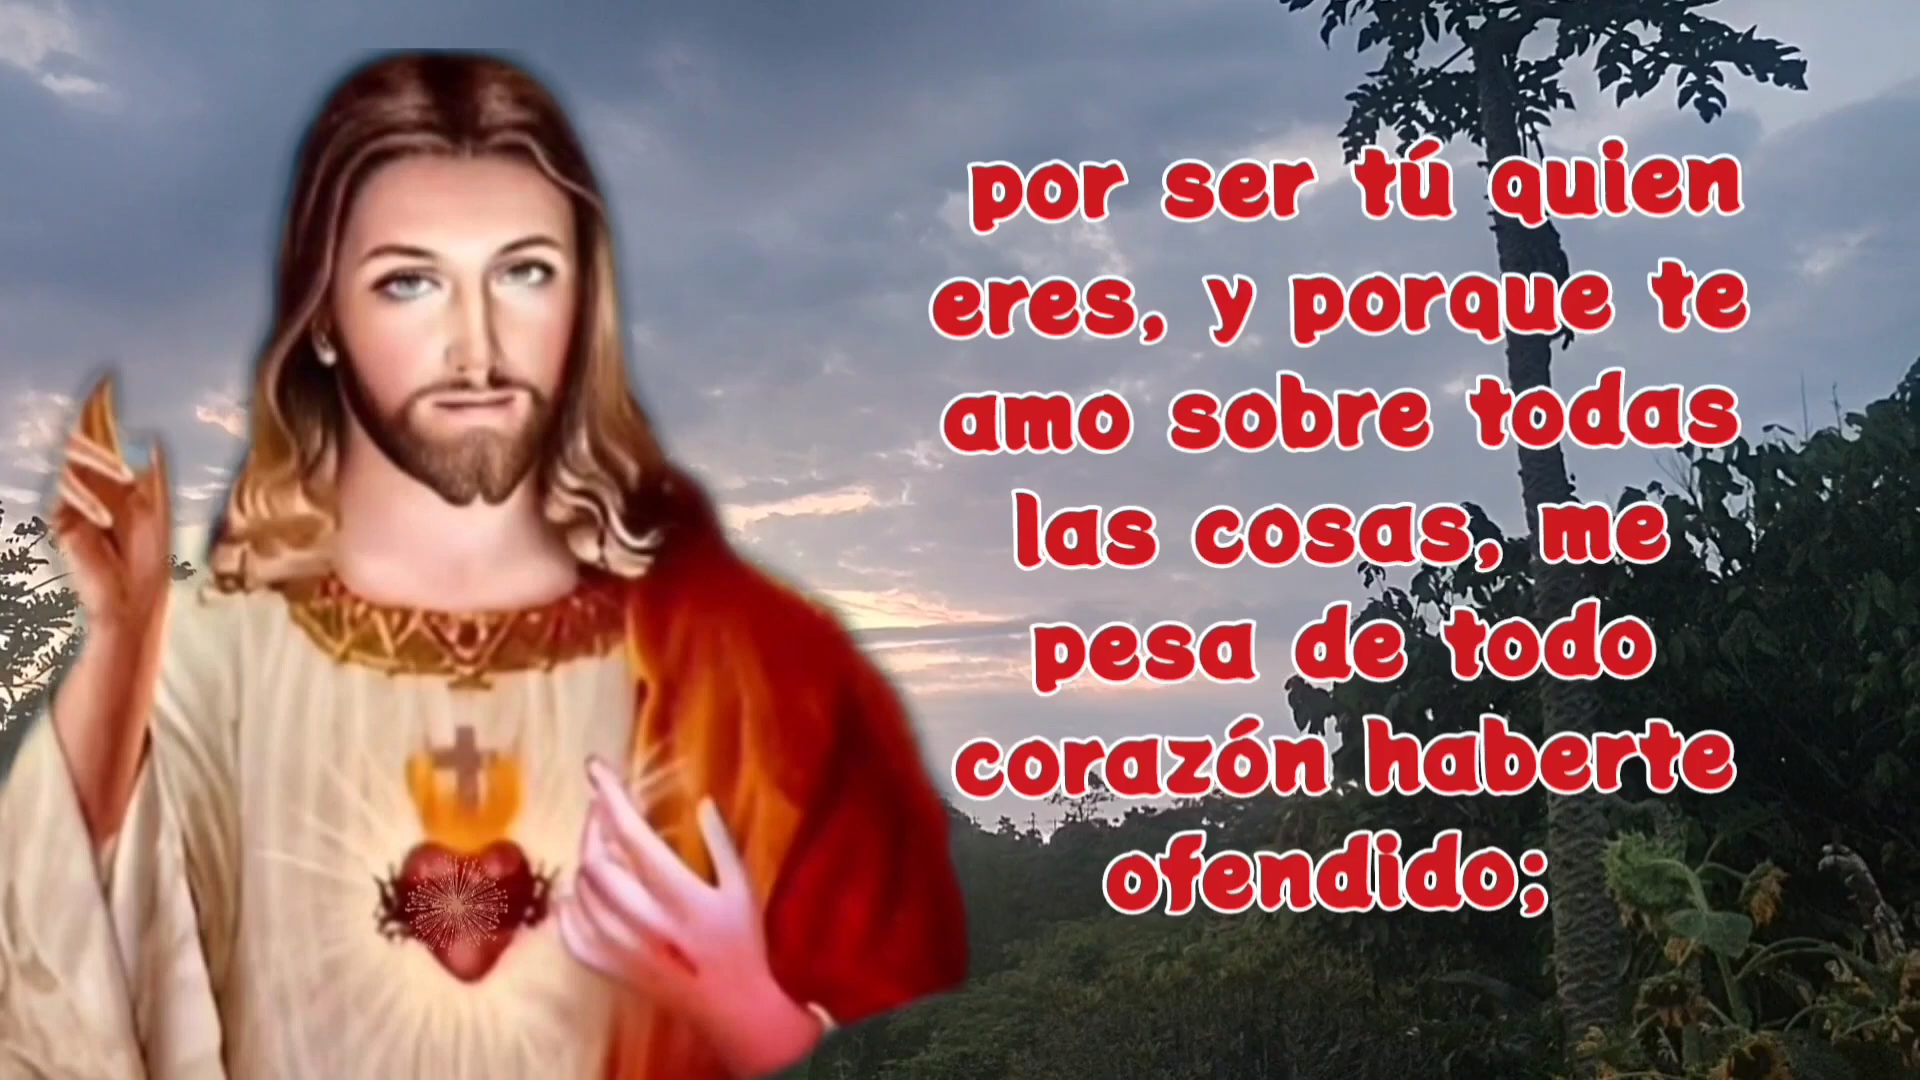 por ser tú quien
eres, y porque te
amo sobre todas
las cosas, me
pesa de todo
corazón haberte
ofendido;